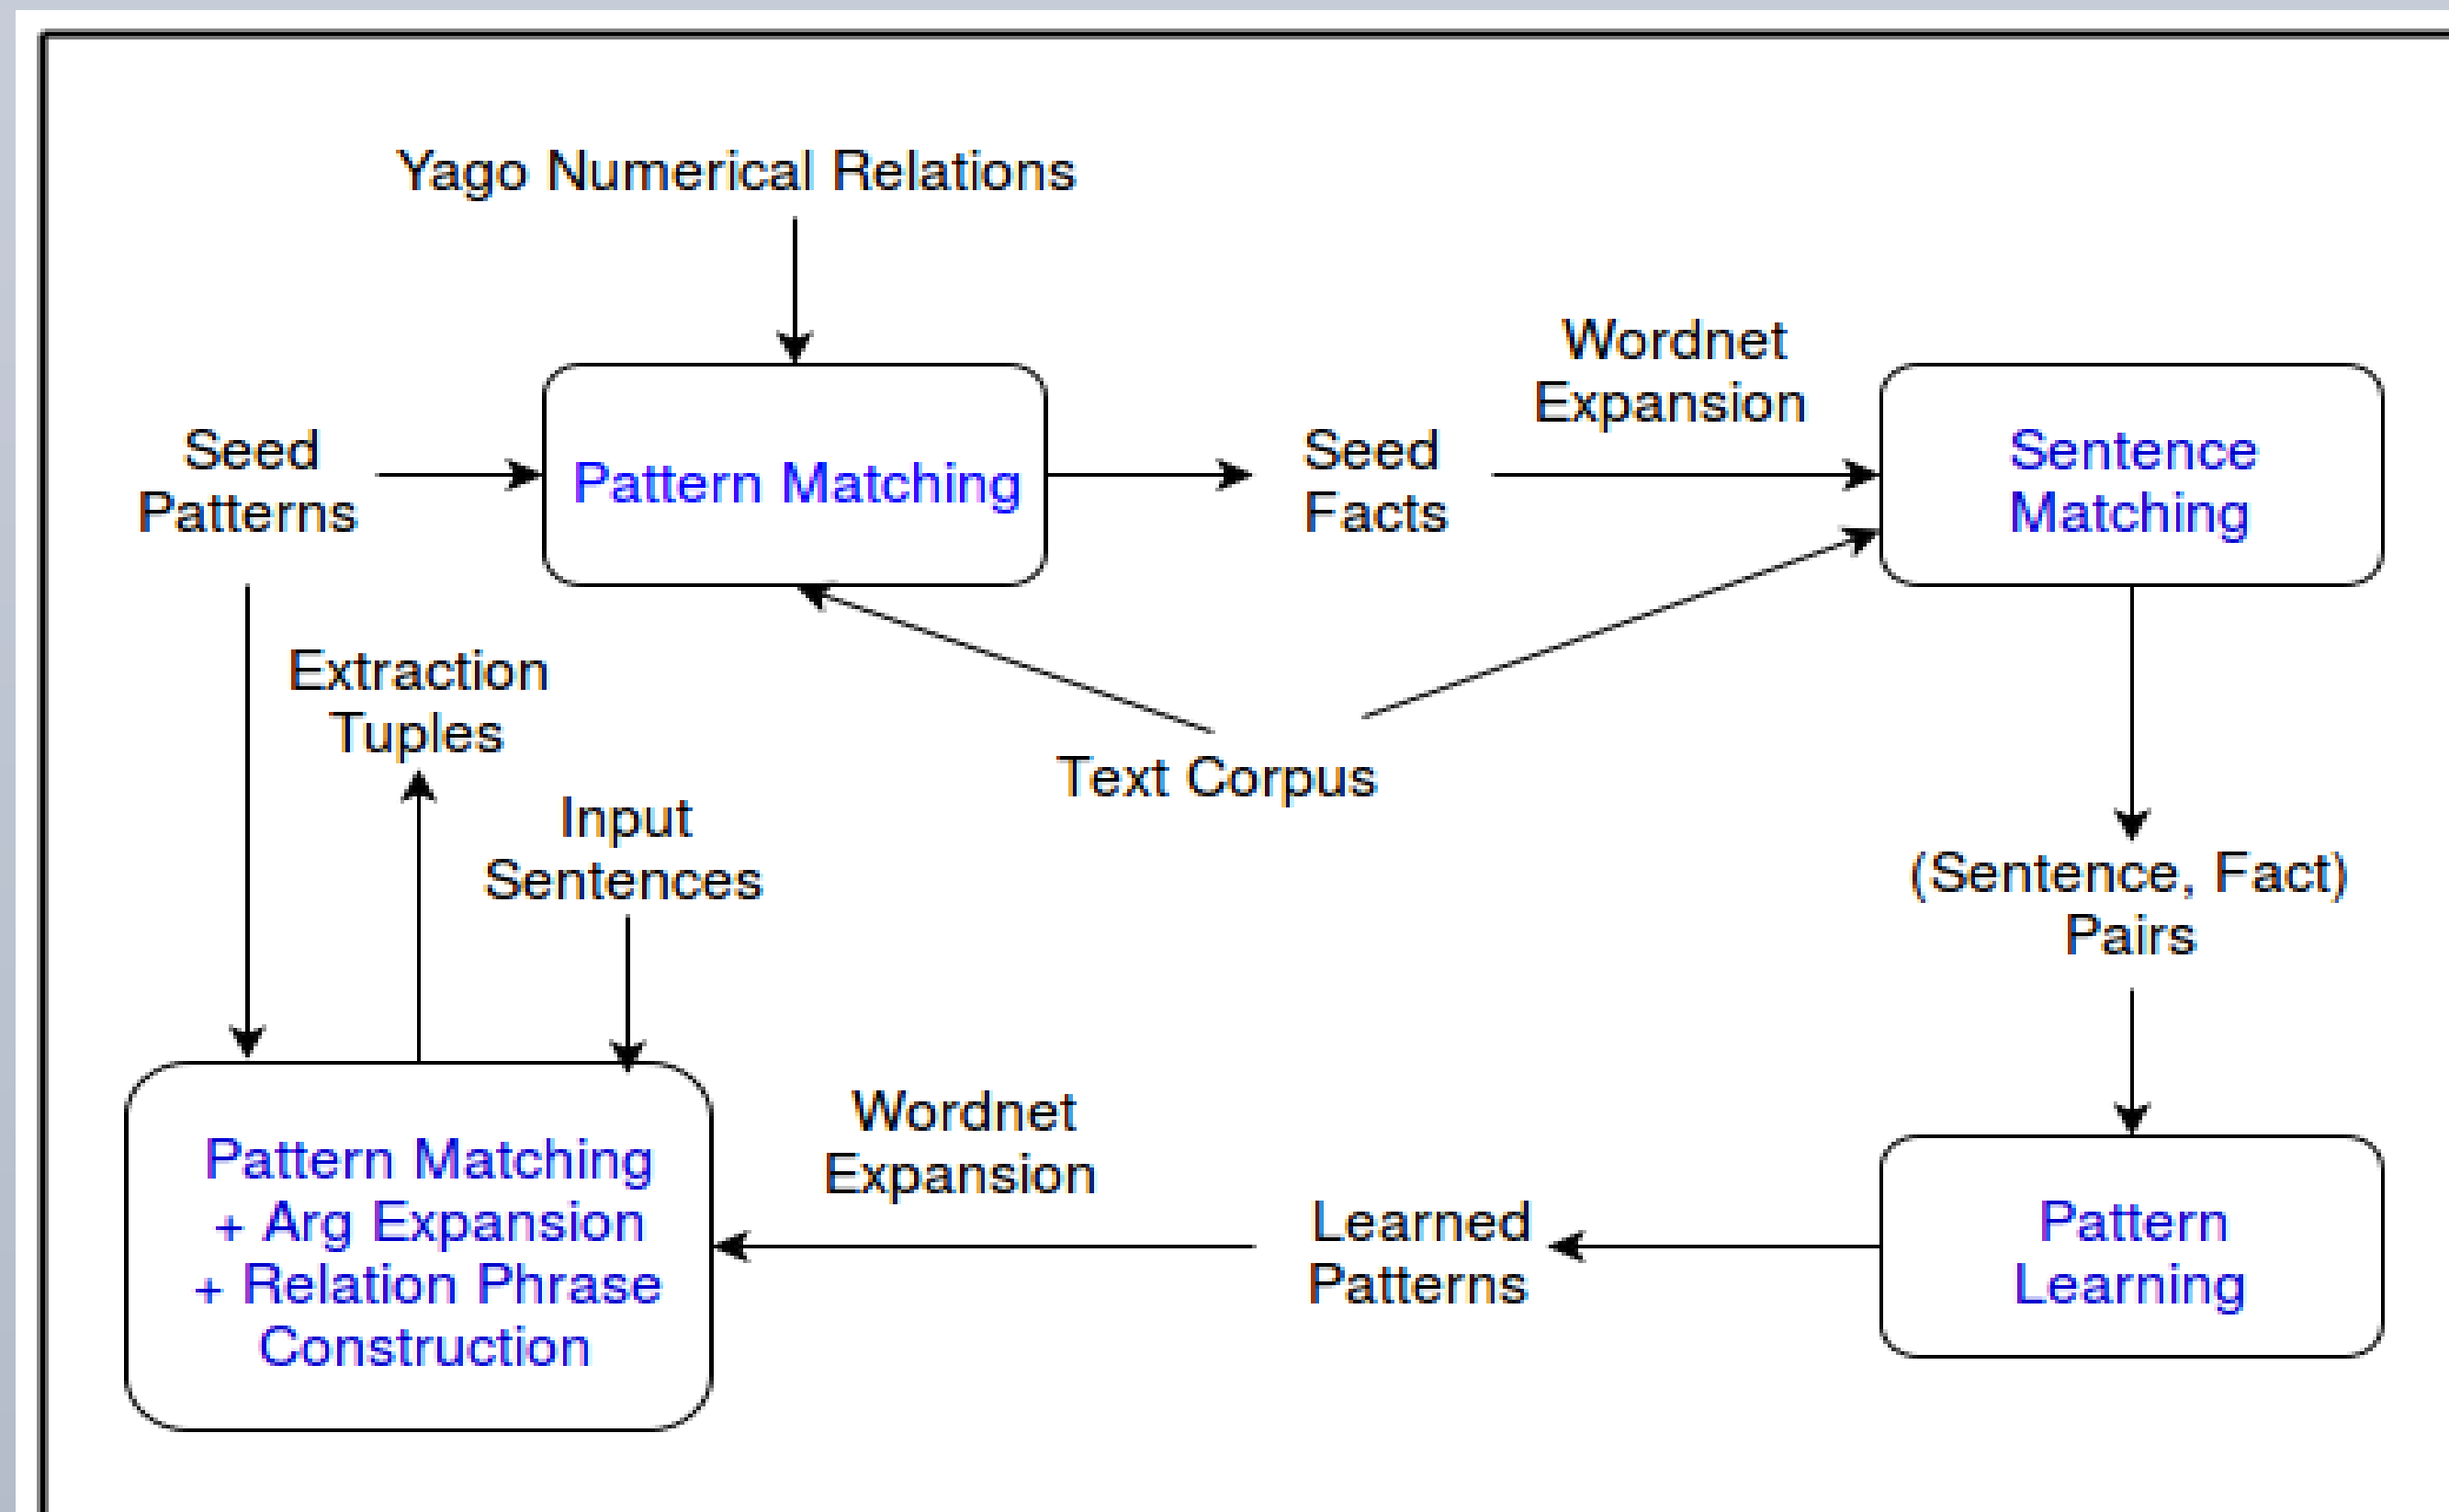 Yago Numerical Relations
Seed
Patterns
Pattern Matching
Seed
Facts
Wordnet
Expansion
Sentence
Matching
Text Corpus
Extraction
Tuples
Input
Sentences
(Sentence, Fact)
Pairs
Pattern Matching
+ Arg Expansion
+ Relation Phrase
Construction
Wordnet
Expansion
Learned
Patterns
Pattern
Learning